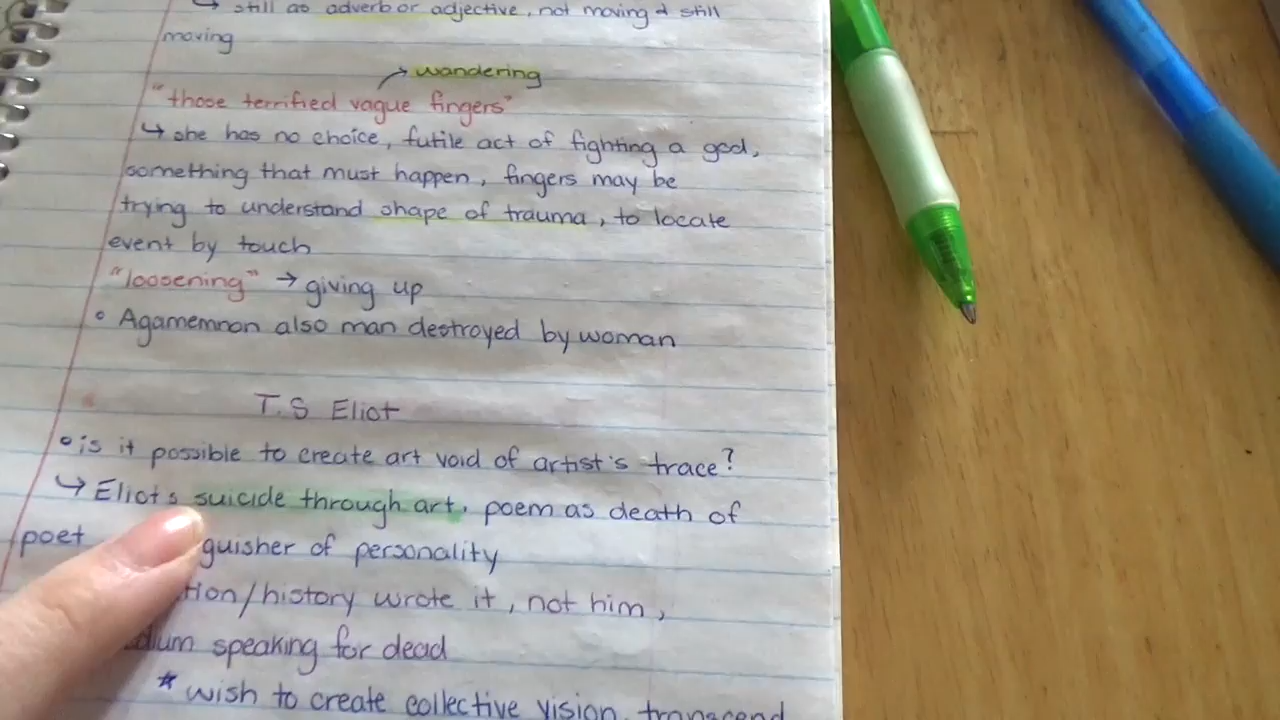 ↳ still as adverb or adjective, not moving & still
moving
→ wandering
"those terrified vague fingers"
↳ she has no choice, futile act of fighting a god,
something that must happen, fingers may be
trying to understand shape of trauma, to locate
event by touch
"loosening" → giving up
° Agamemnon also man destroyed by woman
T.S Eliot
° is it possible to create art void of artist's trace?
↳ Eliot's suicide through art, poem as death of
poet guisher of personality
tion/history wrote it, not him,
dium speaking for dead
* wish to create collective vision, transcend